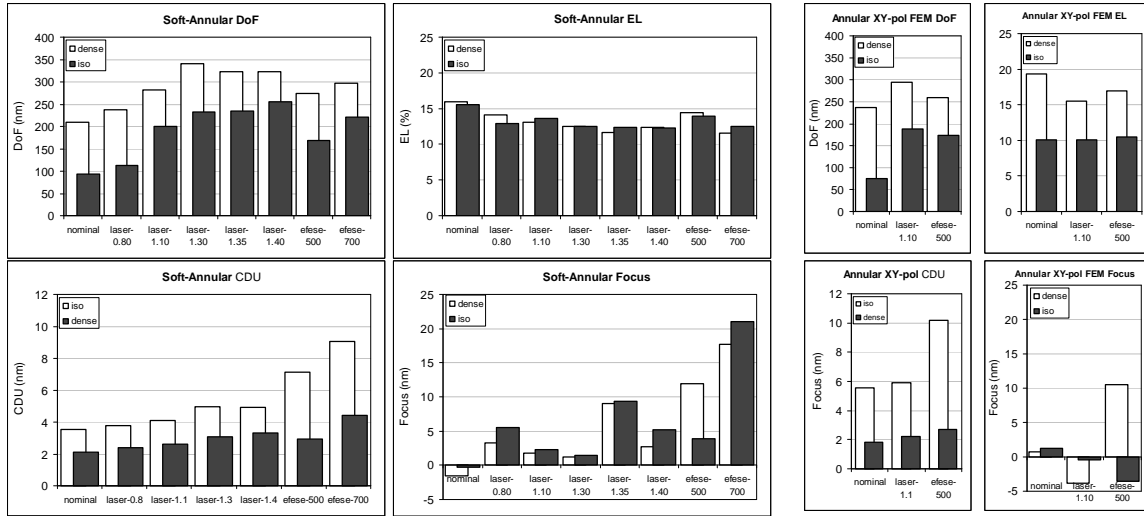 Soft-Annular DoF
400
350
300
250
200
150
100
50
0
DoF (nm)
dense
iso
nominal laser-0.80 laser-1.10 laser-1.30 laser-1.35 laser-1.40 efese-500 efese-700
Soft-Annular EL
25
20
15
10
5
0
EL (%)
dense
iso
nominal laser-0.80 laser-1.10 laser-1.30 laser-1.35 laser-1.40 efese-500 efese-700
Annular XY-pol FEM DoF
400
350
300
250
200
150
100
50
0
DoF (nm)
dense
iso
nominal laser-1.10 efese-500
Annular XY-pol FEM EL
25
20
15
10
5
0
dense
iso
nominal laser-1.10 efese-500
Soft-Annular CDU
12
10
8
6
4
2
0
CDU (nm)
iso
dense
nominal laser-0.8 laser-1.1 laser-1.3 laser-1.4 efese-500 efese-700
Soft-Annular Focus
25
20
15
10
5
0
-5
Focus (nm)
dense
iso
nominal laser-0.80 laser-1.10 laser-1.30 laser-1.35 laser-1.40 efese-500 efese-700
Annular XY-pol CDU
12
10
8
6
4
2
0
Focus (nm)
iso
dense
nominal laser-1.1 efese-500
Annular XY-pol FEM Focus
25
20
15
10
5
0
-5
Focus (nm)
dense
iso
nominal laser-1.10 efese-500